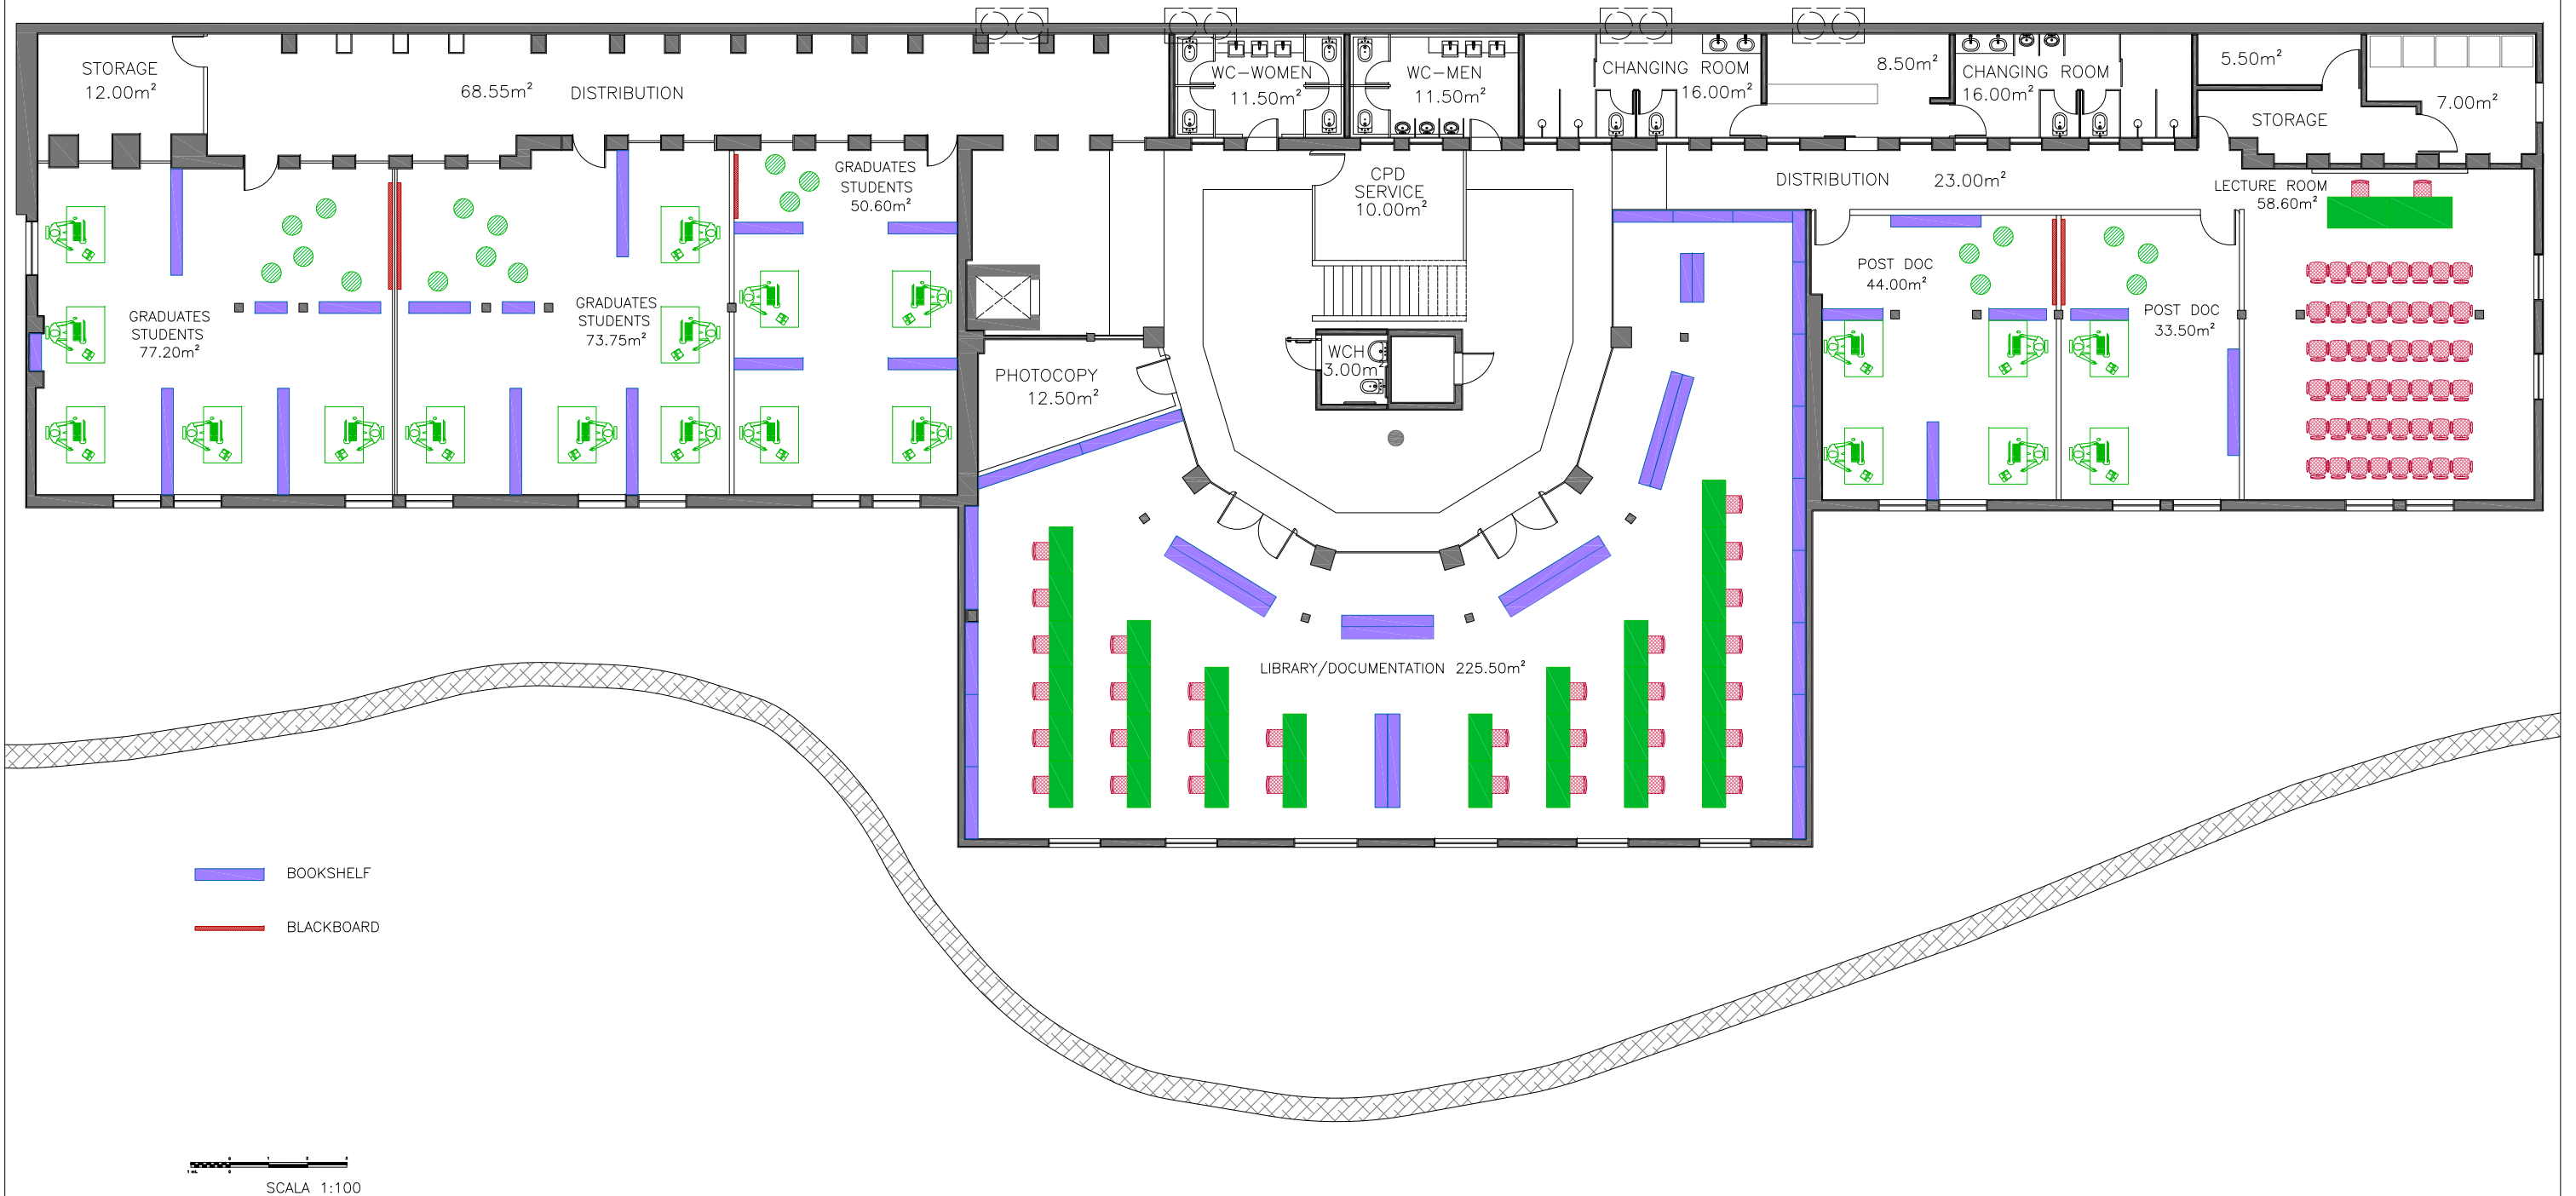 STORAGE
12.00m²
68.55m² DISTRIBUTION
WC-WOMEN
11.50m²
WC-MEN
11.50m²
CHANGING ROOM
16.00m²
8.50m²
CHANGING ROOM
16.00m²
5.50m²
7.00m²
STORAGE
GRADUATES
STUDENTS
50.60m²
CPD
SERVICE
10.00m²
DISTRIBUTION 23.00m²
LECTURE ROOM
58.60m²
GRADUATES
STUDENTS
77.20m²
GRADUATES
STUDENTS
73.75m²
POST DOC
44.00m²
POST DOC
33.50m²
PHOTOCOPY
12.50m²
WCH
3.00m²
LIBRARY/DOCUMENTATION 225.50m²
BOOKSHELF
BLACKBOARD
SCALA 1:100